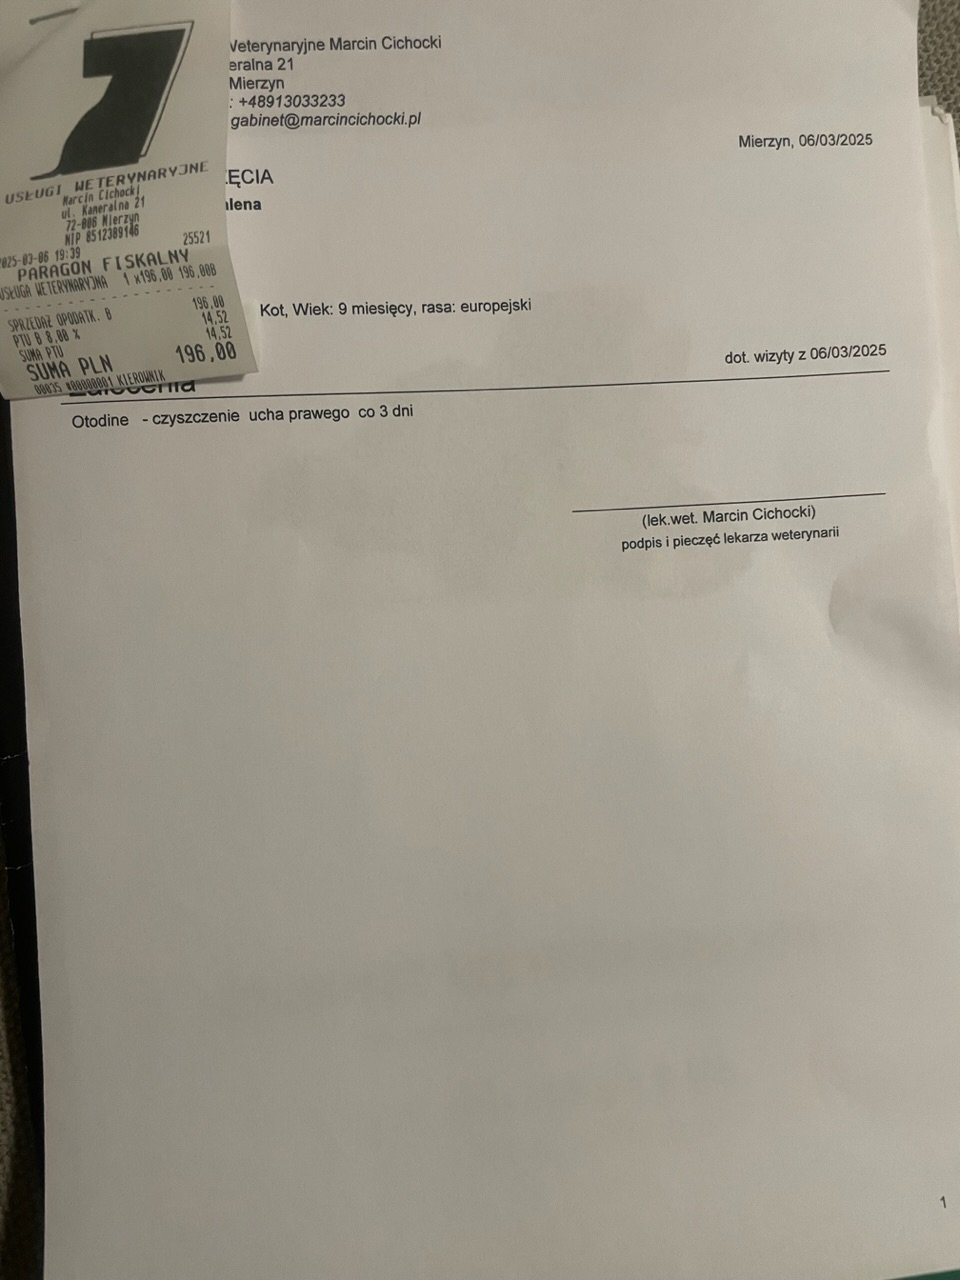 USŁUGI WETERYNARYJNE
Marcin Cichocki
ul. Kameralna 21
72-006 Mierzyn
NIP 8512389146
025-03-06 19:39 25521
PARAGON FISKALNY
USŁUGA WETERYNARYJNA 1 x196,00 196,00B
SPRZEDAŻ OPODATK. B 196,00
PTU B 8,00 % 14,52
SUMA PTU 14,52
SUMA PLN 196,00
00035 #00000001 KIEROWNIK
Weterynaryjne Marcin Cichocki
eralna 21
Mierzyn
: +48913033233
gabinet@marcincichocki.pl
Mierzyn, 06/03/2025
ĘCIA
lena
Kot, Wiek: 9 miesięcy, rasa: europejski
dot. wizyty z 06/03/2025
Zalecenia
Otodine - czyszczenie ucha prawego co 3 dni
(lek.wet. Marcin Cichocki)
podpis i pieczęć lekarza weterynarii
1